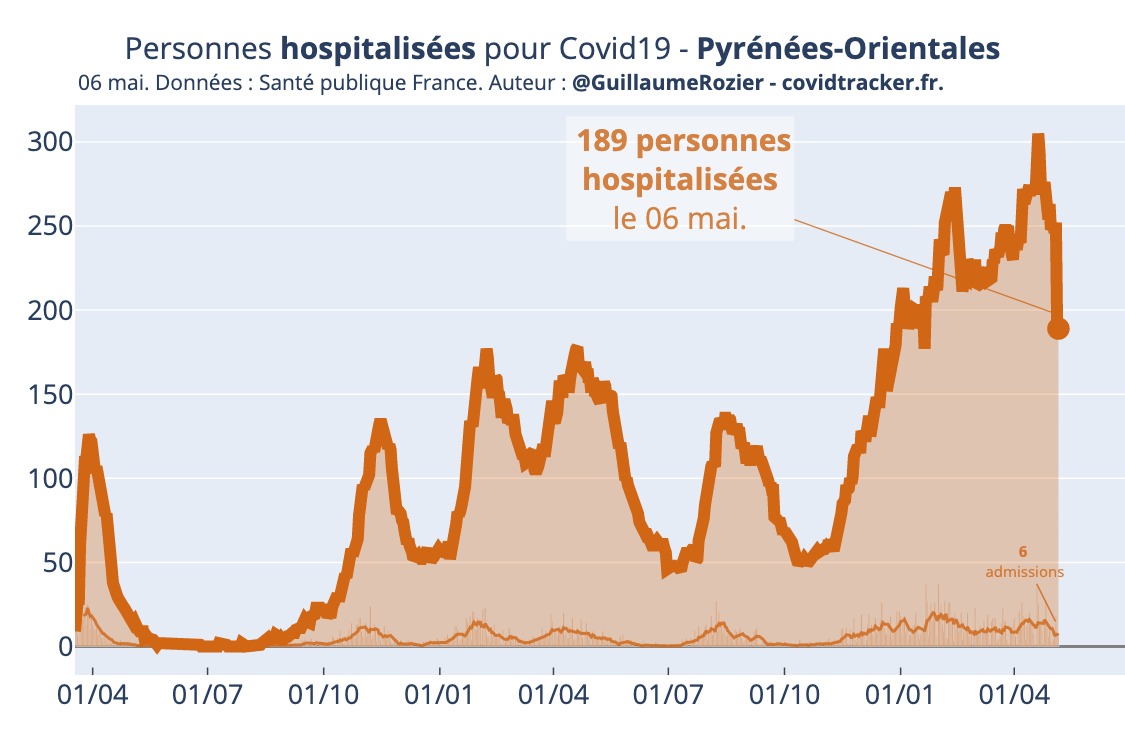 Personnes hospitalisées pour Covid19 - Pyrénées-Orientales
06 mai. Données : Santé publique France. Auteur : @GuillaumeRozier - covidtracker.fr.
300
250
200
150
100
50
0
189 personnes
hospitalisées
le 06 mai.
6
admissions
01/04
01/07
01/10
01/01
01/04
01/07
01/10
01/01
01/04